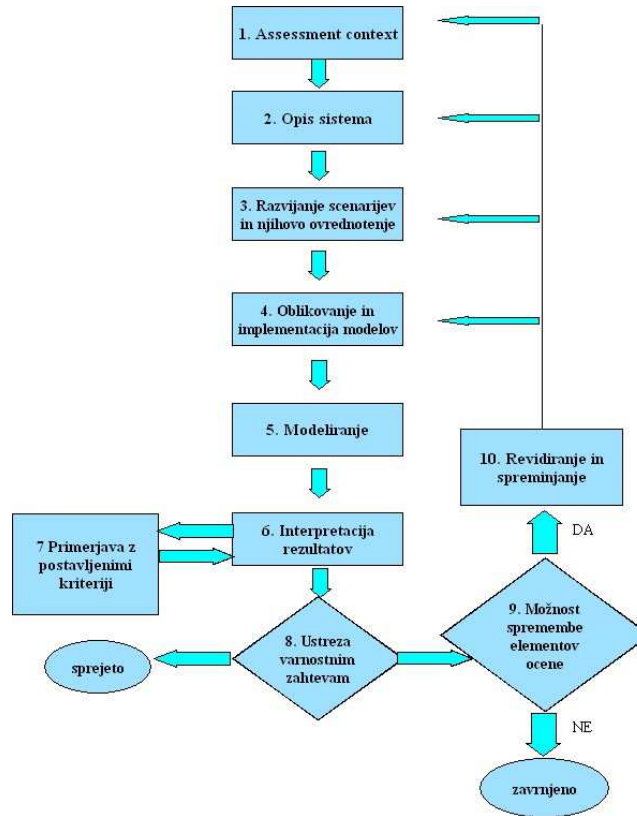 1. Assessment context
2. Opis sistema
3. Razvijanje scenarijev
in njihovo ovrednotenje
4. Oblikovanje in
implementacija modelov
5. Modeliranje
10. Revidiranje in
spreminjanje
6. Interpretacija
rezultatov
7 Primerjava z
postavljenimi
kriteriji
DA
8. Ustreza
varnostnim
zahtevam
9. Možnost
spremembe
elementov
ocene
sprejeto
NE
zavrnjeno